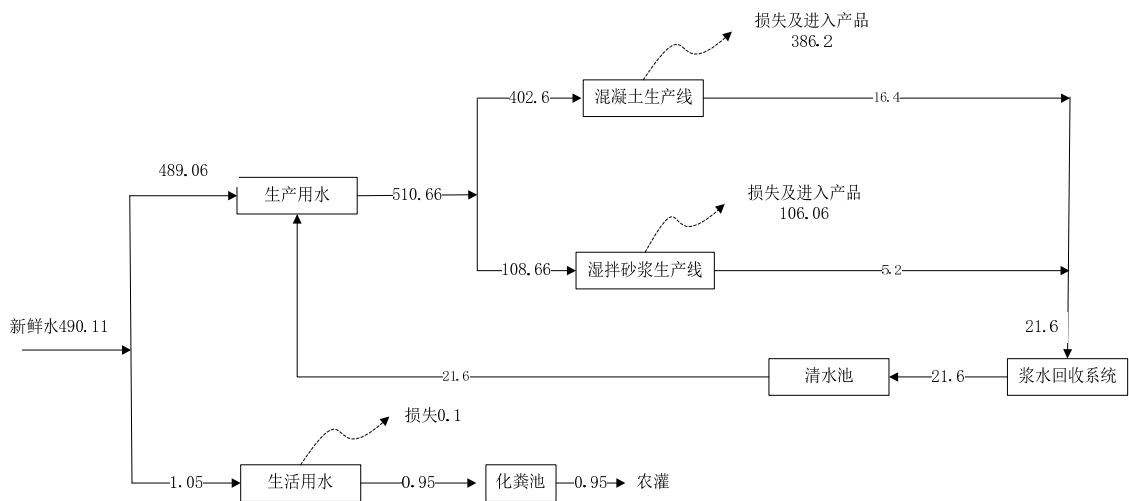 损失及进入产品
386.2
402.6
混凝土生产线
16.4
489.06
生产用水
510.66
损失及进入产品
106.06
108.66
湿拌砂浆生产线
5.2
新鲜水490.11
21.6
21.6
清水池
21.6
浆水回收系统
损失0.1
1.05
生活用水
0.95
化粪池
0.95
农灌